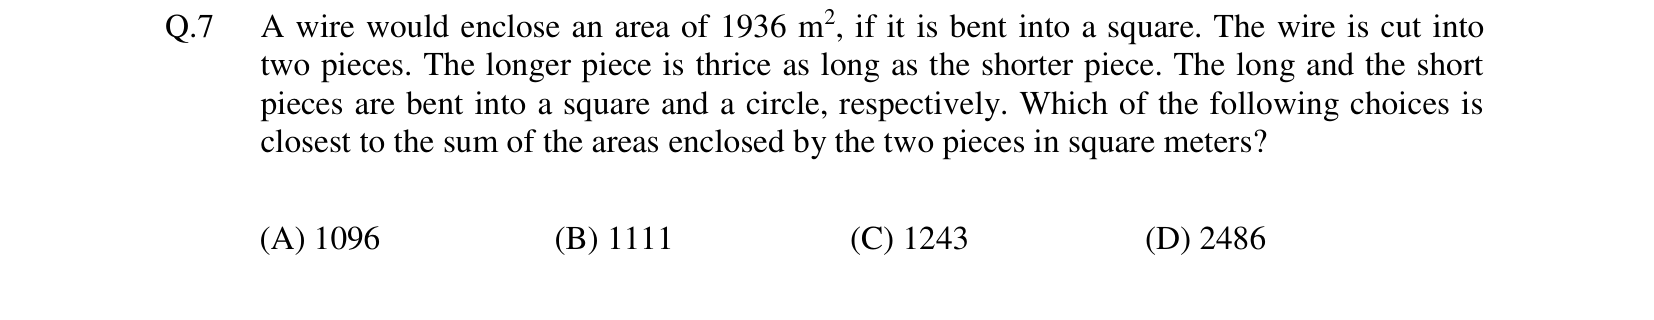 Q.7 A wire would enclose an area of 1936 m², if it is bent into a square. The wire is cut into
two pieces. The longer piece is thrice as long as the shorter piece. The long and the short
pieces are bent into a square and a circle, respectively. Which of the following choices is
closest to the sum of the areas enclosed by the two pieces in square meters?
(A) 1096 (B) 1111 (C) 1243 (D) 2486